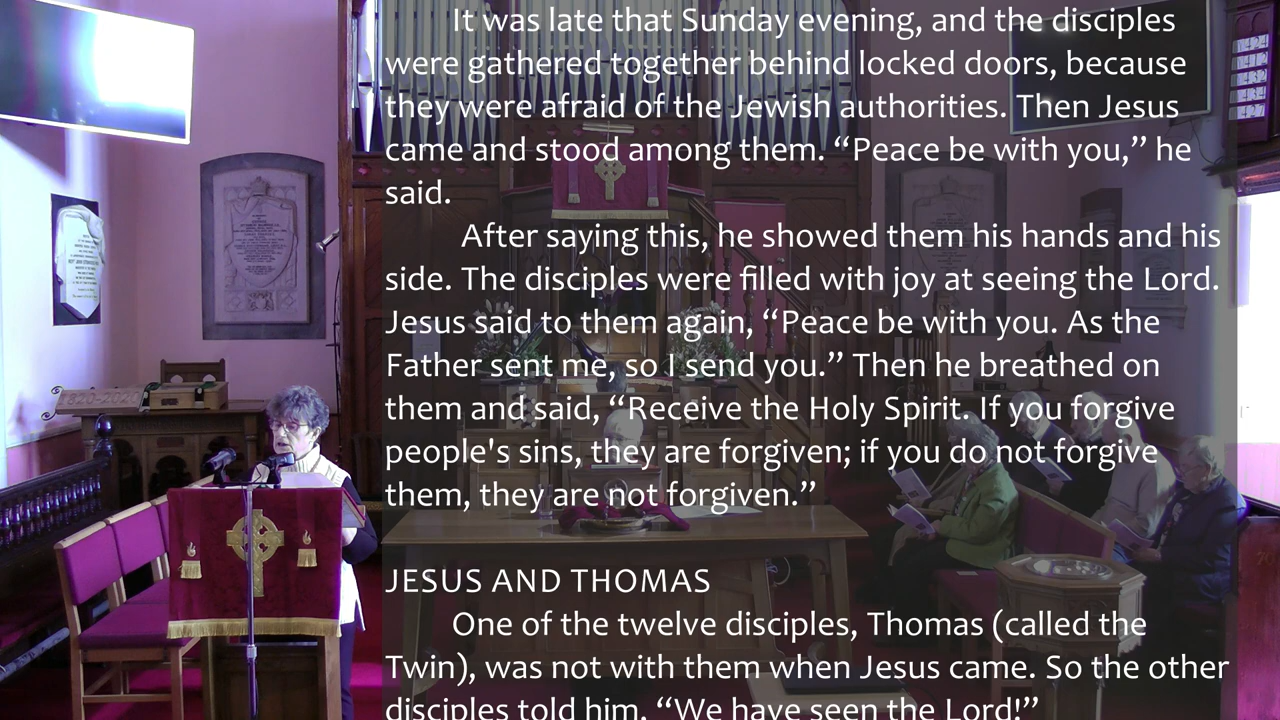 It was late that Sunday evening, and the disciples
were gathered together behind locked doors, because
they were afraid of the Jewish authorities. Then Jesus
came and stood among them. “Peace be with you,” he
said.
After saying this, he showed them his hands and his
side. The disciples were filled with joy at seeing the Lord.
Jesus said to them again, “Peace be with you. As the
Father sent me, so I send you.” Then he breathed on
them and said, “Receive the Holy Spirit. If you forgive
people's sins, they are forgiven; if you do not forgive
them, they are not forgiven.”
JESUS AND THOMAS
One of the twelve disciples, Thomas (called the
Twin), was not with them when Jesus came. So the other
disciples told him, “We have seen the Lord!”